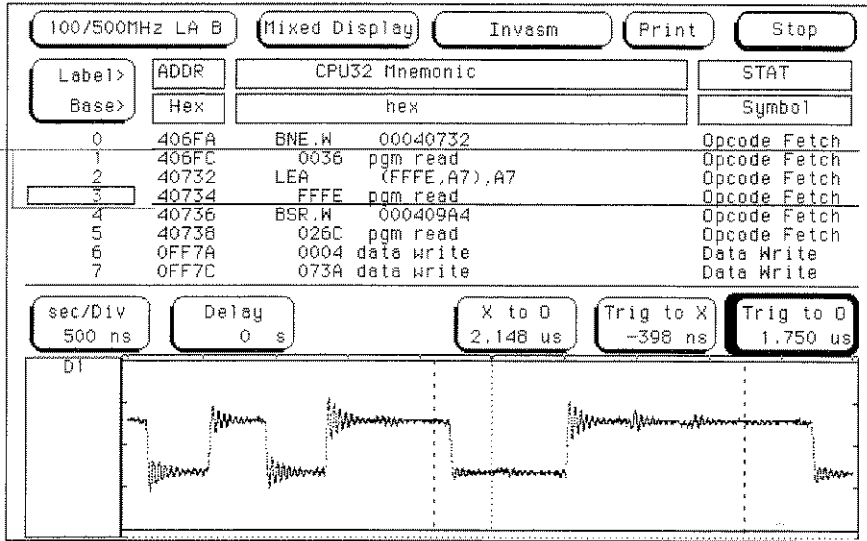 100/500MHz LA B Mixed Display Invasm Print Stop
Label> ADDR CPU32 Mnemonic STAT
Base> Hex hex Symbol
0 406FA BNE.W 00040732 Opcode Fetch
1 406FC 0036 pgm read Opcode Fetch
2 40732 LEA (FFFE,A7),A7 Opcode Fetch
3 40734 FFFE pgm read Opcode Fetch
4 40736 BSR.W 000409A4 Opcode Fetch
5 40738 026C pgm read Opcode Fetch
6 0FF7A 0004 data write Data Write
7 0FF7C 073A data write Data Write
sec/Div Delay X to O Trig to X Trig to O
500 ns 0 s 2.148 us -398 ns 1.750 us
D1